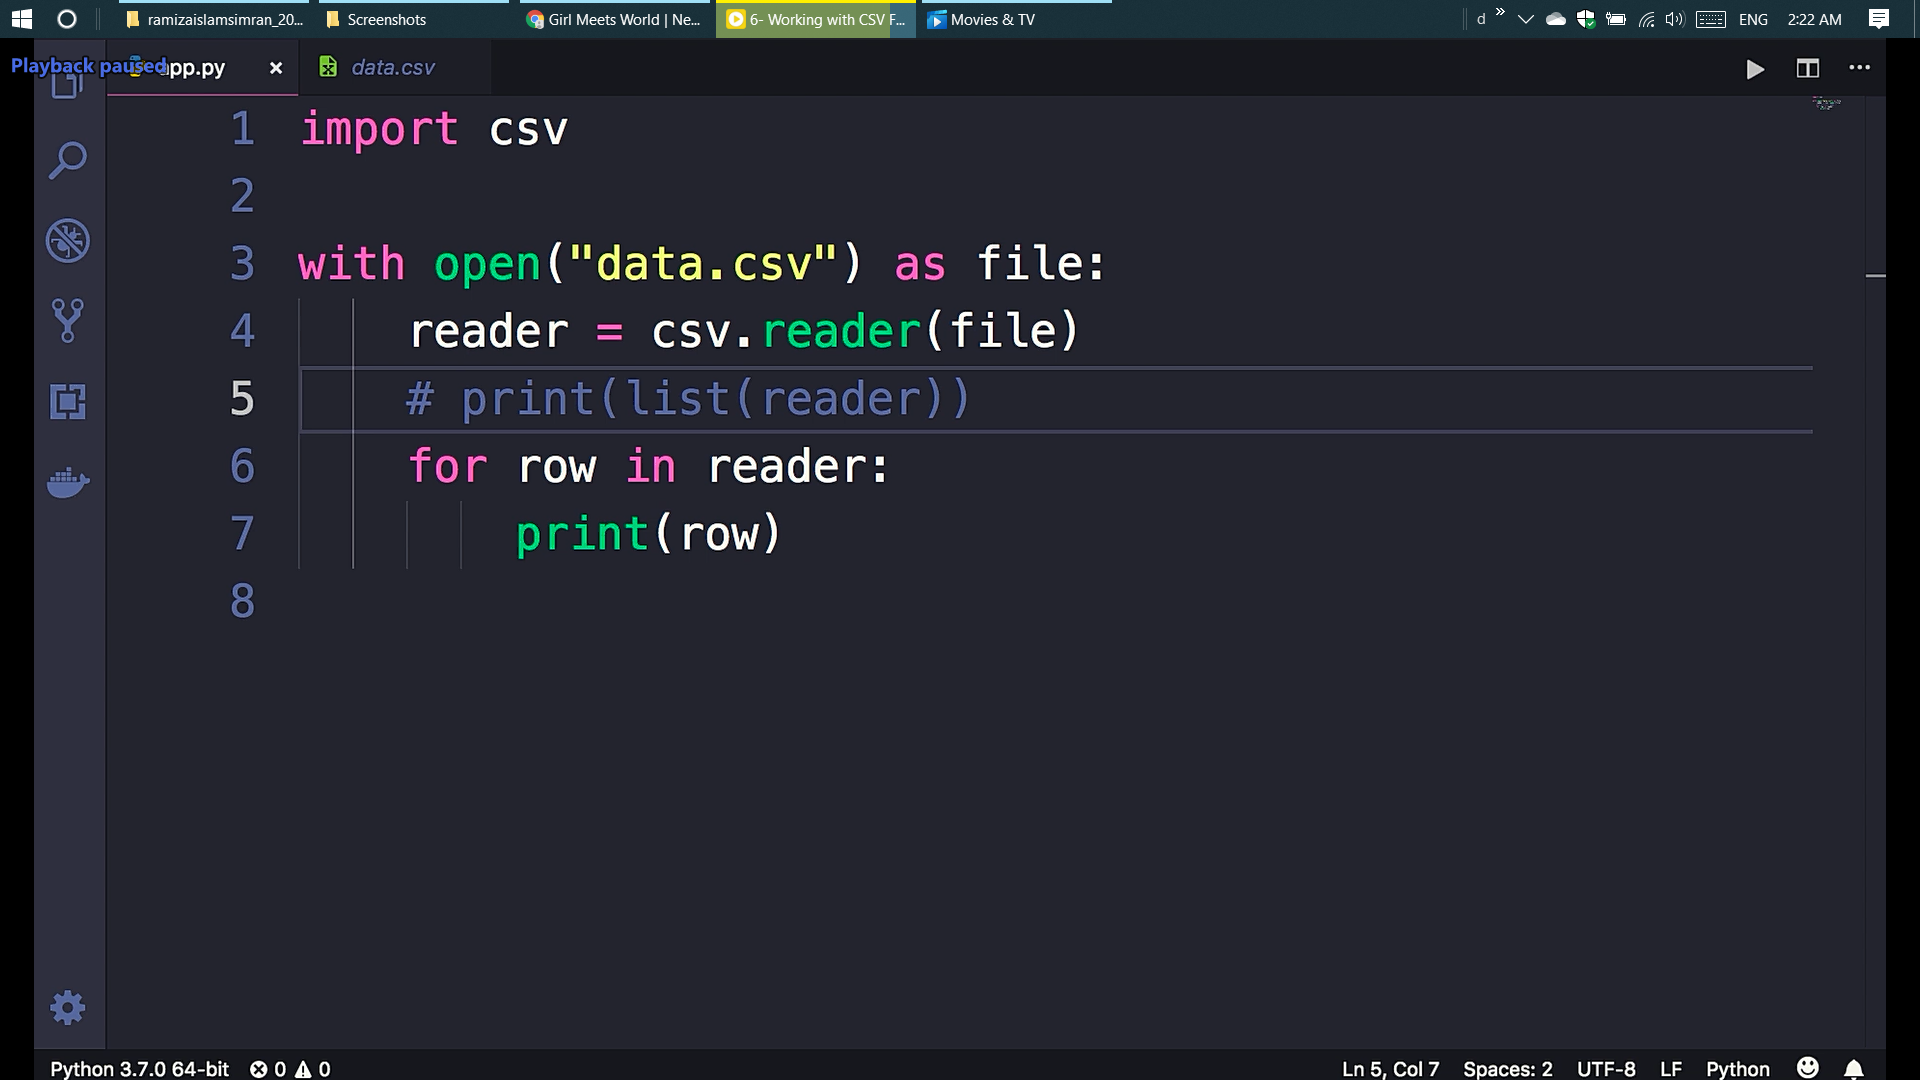 ramizaislamsimran_20... Screenshots Girl Meets World | Ne... 6- Working with CSV F... Movies & TV d » ENG 2:22 AM
Playback paused app.py × data.csv
1 import csv
2
3 with open("data.csv") as file:
4 reader = csv.reader(file)
5 # print(list(reader))
6 for row in reader:
7 print(row)
8
Python 3.7.0 64-bit 0 0 Ln 5, Col 7 Spaces: 2 UTF-8 LF Python